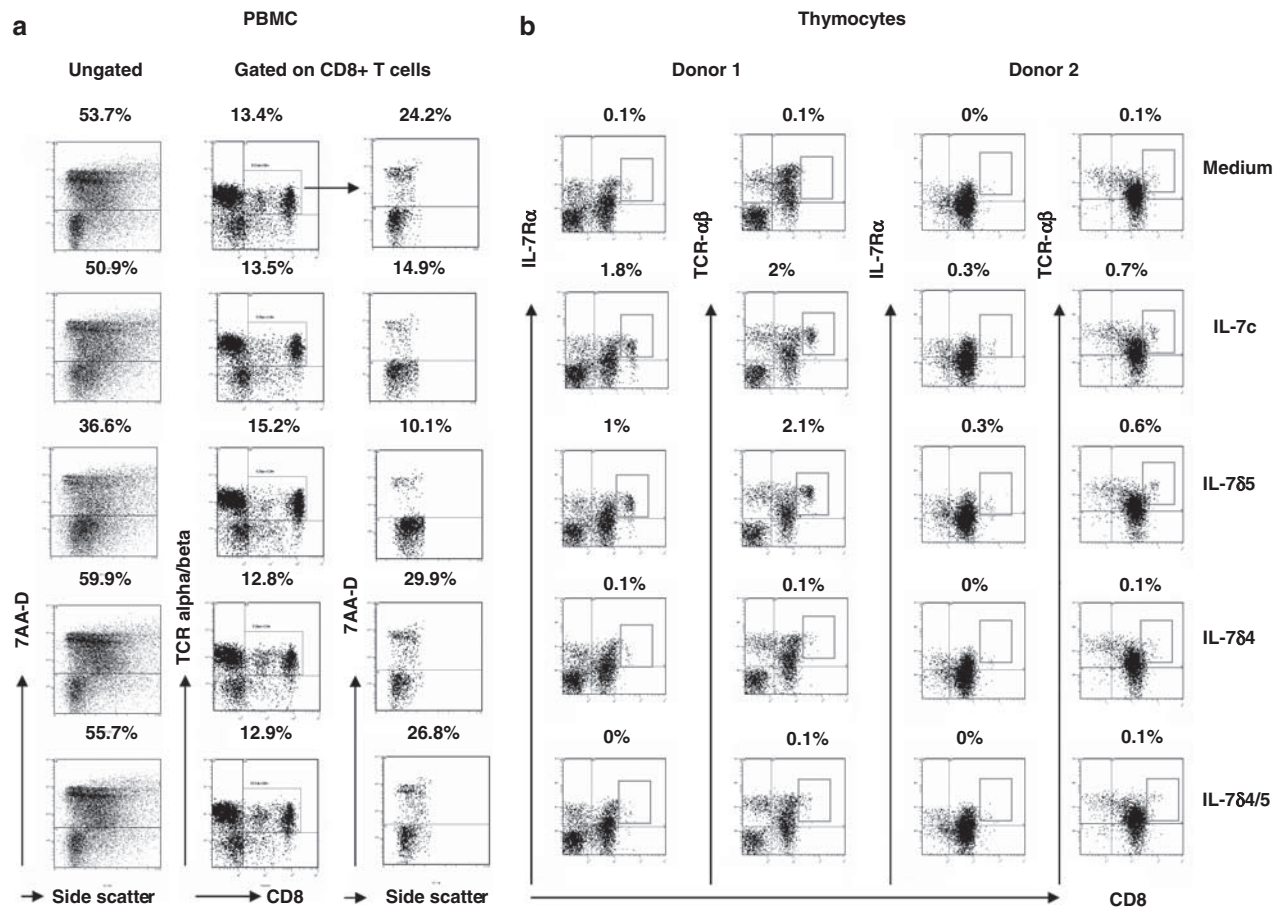 a
PBMC
b
Thymocytes
Ungated
Gated on CD8+ T cells
Donor 1
Donor 2
53.7%
13.4%
24.2%
0.1%
0.1%
0%
0.1%
Medium
50.9%
13.5%
14.9%
1.8%
2%
0.3%
0.7%
IL-7c
36.6%
15.2%
10.1%
1%
2.1%
0.3%
0.6%
IL-7δ5
59.9%
12.8%
29.9%
0.1%
0.1%
0%
0.1%
IL-7δ4
55.7%
12.9%
26.8%
0%
0.1%
0%
0.1%
IL-7δ4/5
7AA-D
TCR alpha/beta
7AA-D
IL-7Rα
TCR-αβ
IL-7Rα
TCR-αβ
Side scatter
CD8
Side scatter
CD8